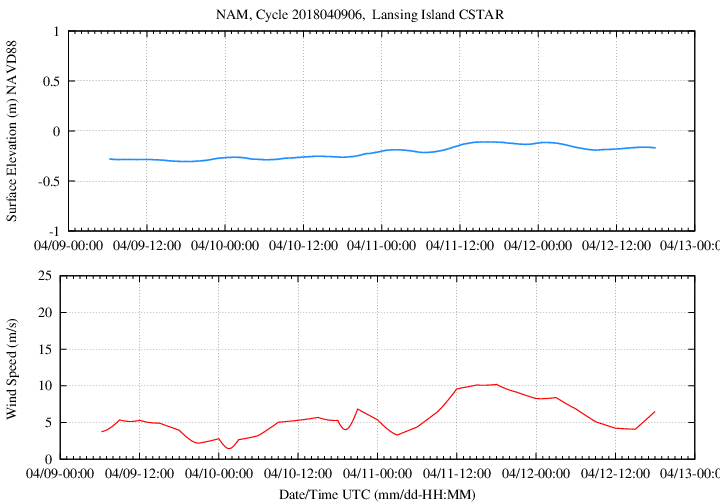 NAM, Cycle 2018040906,  Lansing Island CSTAR
Surface Elevation (m) NAVD88
1
0.5
0
-0.5
-1
04/09-00:00 04/09-12:00 04/10-00:00 04/10-12:00 04/11-00:00 04/11-12:00 04/12-00:00 04/12-12:00 04/13-00:0
Wind Speed (m/s)
25
20
15
10
5
0
04/09-00:00 04/09-12:00 04/10-00:00 04/10-12:00 04/11-00:00 04/11-12:00 04/12-00:00 04/12-12:00 04/13-00:0
Date/Time UTC (mm/dd-HH:MM)